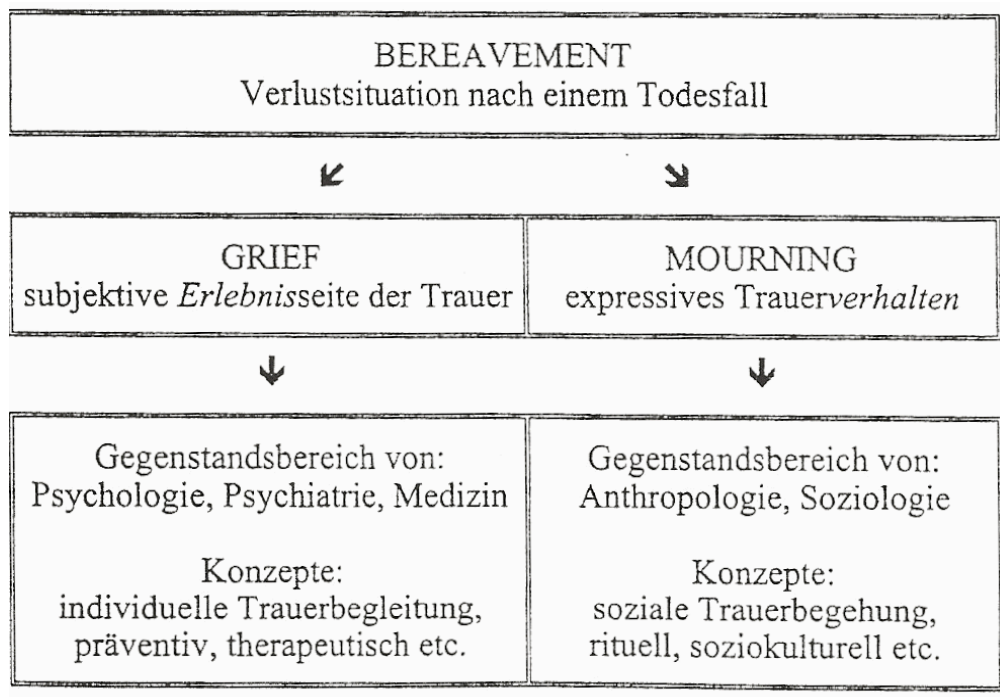 BEREAVEMENT
Verlustsituation nach einem Todesfall
GRIEF
subjektive Erlebnisseite der Trauer
MOURNING
expressives Trauerverhalten
Gegenstandsbereich von:
Psychologie, Psychiatrie, Medizin
Konzepte:
individuelle Trauerbegleitung,
präventiv, therapeutisch etc.
Gegenstandsbereich von:
Anthropologie, Soziologie
Konzepte:
soziale Trauerbegehung,
rituell, soziokulturell etc.